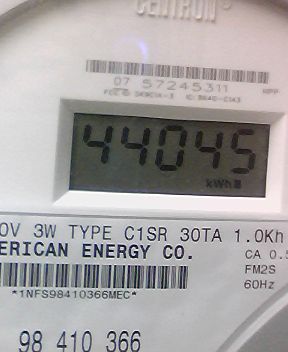 CENTRON
07 57245311
44045
kWh
0V 3W TYPE C1SR 30TA 1.0Kh
ERICAN ENERGY CO.
CA 0.5
FM2S
*1NFS98410366MEC*
60Hz
98 410 366